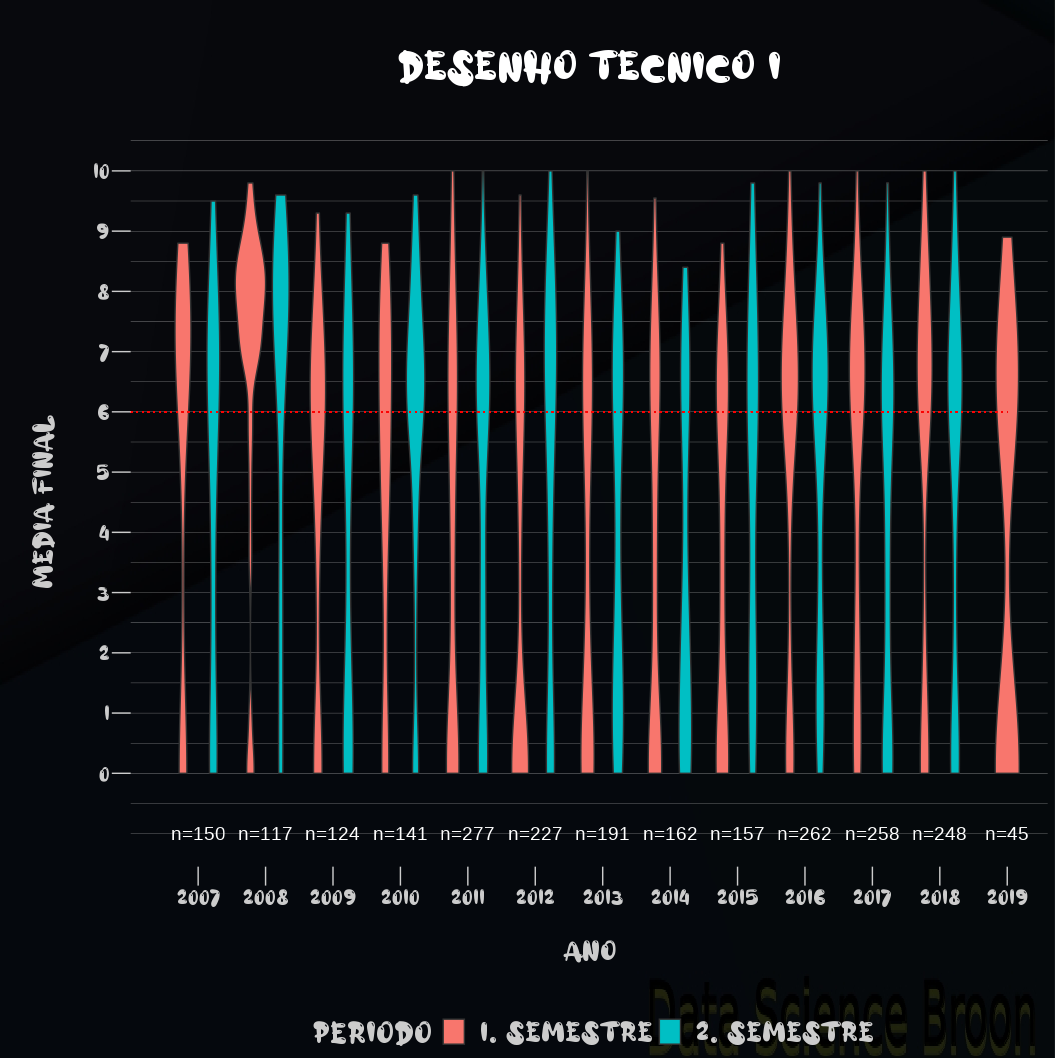 DESENHO TECNICO I
10
9
8
7
6
5
4
3
2
1
0
MEDIA FINAL
n=150 n=117 n=124 n=141 n=277 n=227 n=191 n=162 n=157 n=262 n=258 n=248 n=45
2007 2008 2009 2010 2011 2012 2013 2014 2015 2016 2017 2018 2019
ANO
Data Science Broon
PERIODO 1. SEMESTRE 2. SEMESTRE